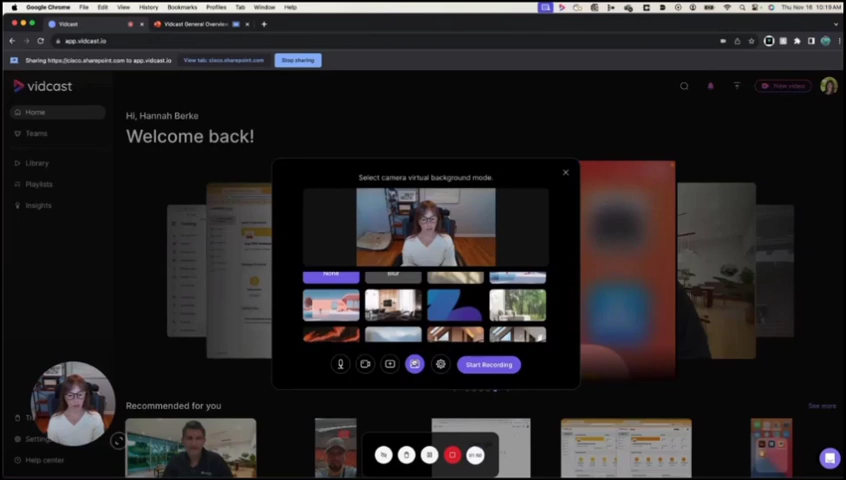 Google Chrome File Edit View History Bookmarks Profiles Tab Window Help
Thu Nov 16 10:19AM
Vidcast
Vidcast General Overview
app.vidcast.io
Sharing https://cisco.sharepoint.com to app.vidcast.io
View tab: cisco.sharepoint.com
Stop sharing
vidcast
New video
Home
Teams
Library
Playlists
Insights
Hi, Hannah Berke
Welcome back!
Select camera virtual background mode.
None
Blur
Start Recording
Recommended for you
See more
Settings
Help center